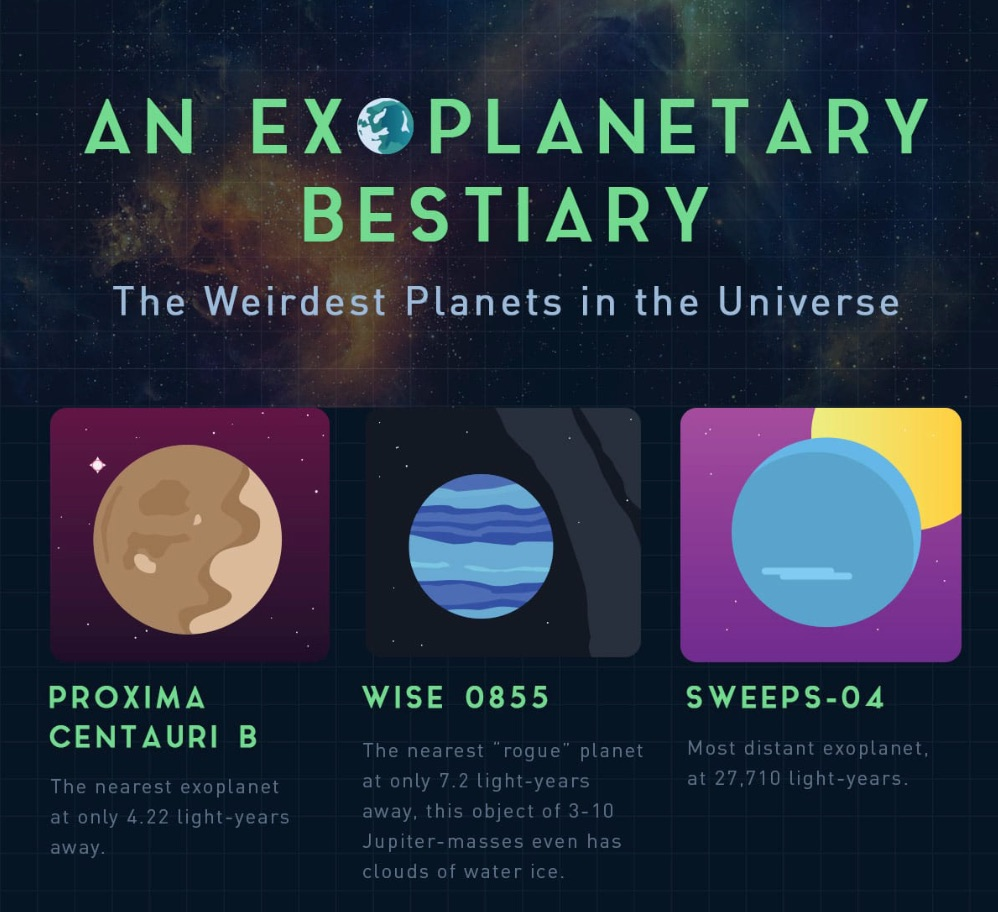 AN EXOPLANETARY
BESTIARY
The Weirdest Planets in the Universe
PROXIMA
CENTAURI B
The nearest exoplanet
at only 4.22 light-years
away.
WISE 0855
The nearest “rogue” planet
at only 7.2 light-years
away, this object of 3-10
Jupiter-masses even has
clouds of water ice.
SWEEPS-04
Most distant exoplanet,
at 27,710 light-years.